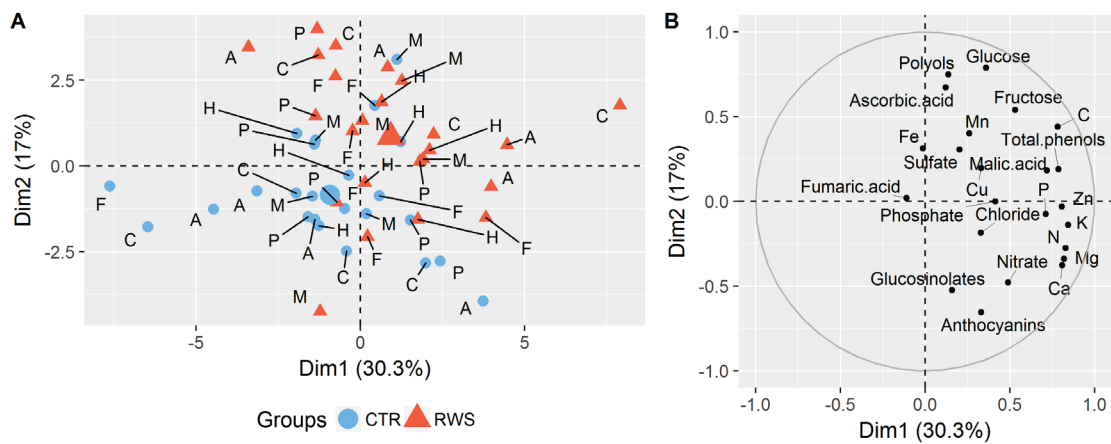 A
B
P
C
M
A
A
C
M
F
F
H
H
P
M
H
C
P
M
C
H
A
H
F
M
P
C
P
H
F
A
F
A
M
F
C
A
P
A
H
M
P
H
F
C
F
C
P
A
M
2.5
0.0
-2.5
Dim2 (17%)
-5
0
5
Dim1 (30.3%)
Groups
CTR
RWS
1.0
0.5
0.0
-0.5
-1.0
Dim2 (17%)
Polyols
Glucose
Ascorbic.acid
Fructose
C
Fe
Mn
Total.phenols
Sulfate
Malic.acid
Fumaric.acid
Cu
P
Zn
Phosphate
Chloride
K
N
Nitrate
Mg
Glucosinolates
Ca
Anthocyanins
-1.0
-0.5
0.0
0.5
1.0
Dim1 (30.3%)